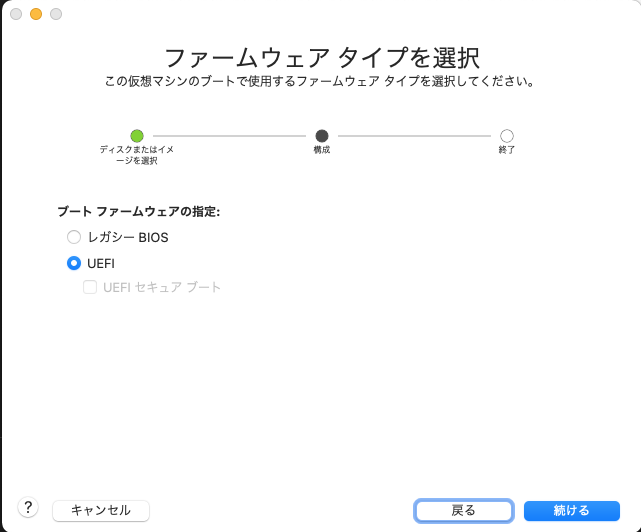 ファームウェア タイプを選択
この仮想マシンのブートで使用するファームウェア タイプを選択してください。
ディスクまたはイメ
ージを選択
構成
終了
ブート ファームウェアの指定:
レガシー BIOS
UEFI
UEFI セキュア ブート
?
キャンセル
戻る
続ける